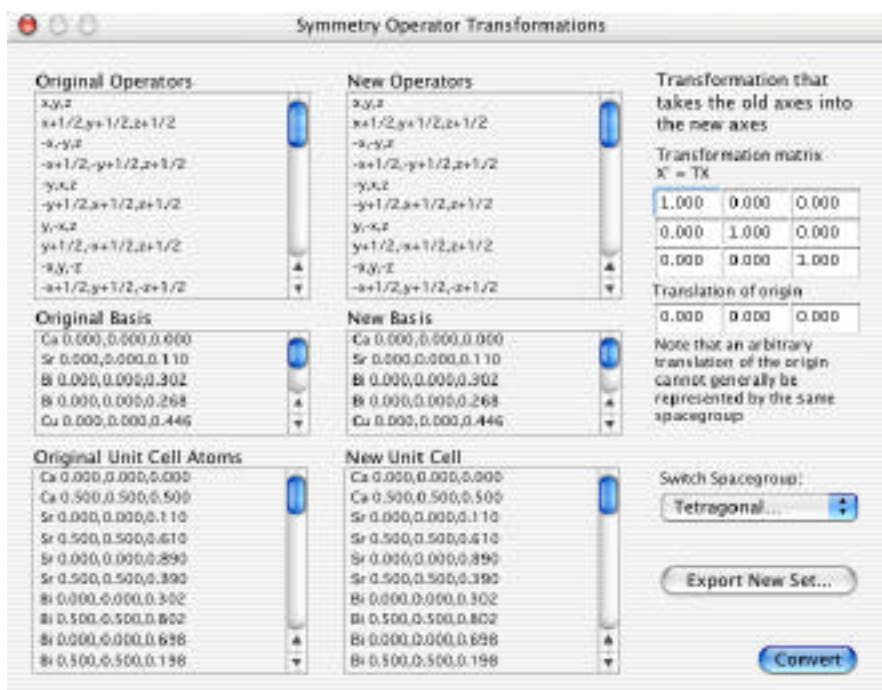 Symmetry Operator Transformations
Original Operators
x,y,z
x+1/2,y+1/2,z+1/2
-x,-y,z
-x+1/2,-y+1/2,z+1/2
-y,x,z
-y+1/2,x+1/2,z+1/2
y,-x,z
y+1/2,-x+1/2,z+1/2
-x,y,-z
-x+1/2,y+1/2,-z+1/2
Original Basis
Ca 0.000,0.000,0.000
Sr 0.000,0.000,0.110
Bi 0.000,0.000,0.302
Bi 0.000,0.000,0.268
Cu 0.000,0.000,0.446
Original Unit Cell Atoms
Ca 0.000,0.000,0.000
Ca 0.500,0.500,0.500
Sr 0.000,0.000,0.110
Sr 0.500,0.500,0.610
Sr 0.000,0.000,0.890
Sr 0.500,0.500,0.390
Bi 0.000,0.000,0.302
Bi 0.500,0.500,0.802
Bi 0.000,0.000,0.698
Bi 0.500,0.500,0.198
New Operators
x,y,z
x+1/2,y+1/2,z+1/2
-x,-y,z
-x+1/2,-y+1/2,z+1/2
-y,x,z
-y+1/2,x+1/2,z+1/2
y,-x,z
y+1/2,-x+1/2,z+1/2
-x,y,-z
-x+1/2,y+1/2,-z+1/2
New Basis
Ca 0.000,0.000,0.000
Sr 0.000,0.000,0.110
Bi 0.000,0.000,0.302
Bi 0.000,0.000,0.268
Cu 0.000,0.000,0.446
New Unit Cell
Ca 0.000,0.000,0.000
Ca 0.500,0.500,0.500
Sr 0.000,0.000,0.110
Sr 0.500,0.500,0.610
Sr 0.000,0.000,0.890
Sr 0.500,0.500,0.390
Bi 0.000,0.000,0.302
Bi 0.500,0.500,0.802
Bi 0.000,0.000,0.698
Bi 0.500,0.500,0.198
Transformation that
takes the old axes into
the new axes
Transformation matrix
X' = TX
1.000 0.000 0.000
0.000 1.000 0.000
0.000 0.000 1.000
Translation of origin
0.000 0.000 0.000
Note that an arbitrary
translation of the origin
cannot generally be
represented by the same
spacegroup
Switch Spacegroup:
Tetragonal...
Export New Set...
Convert